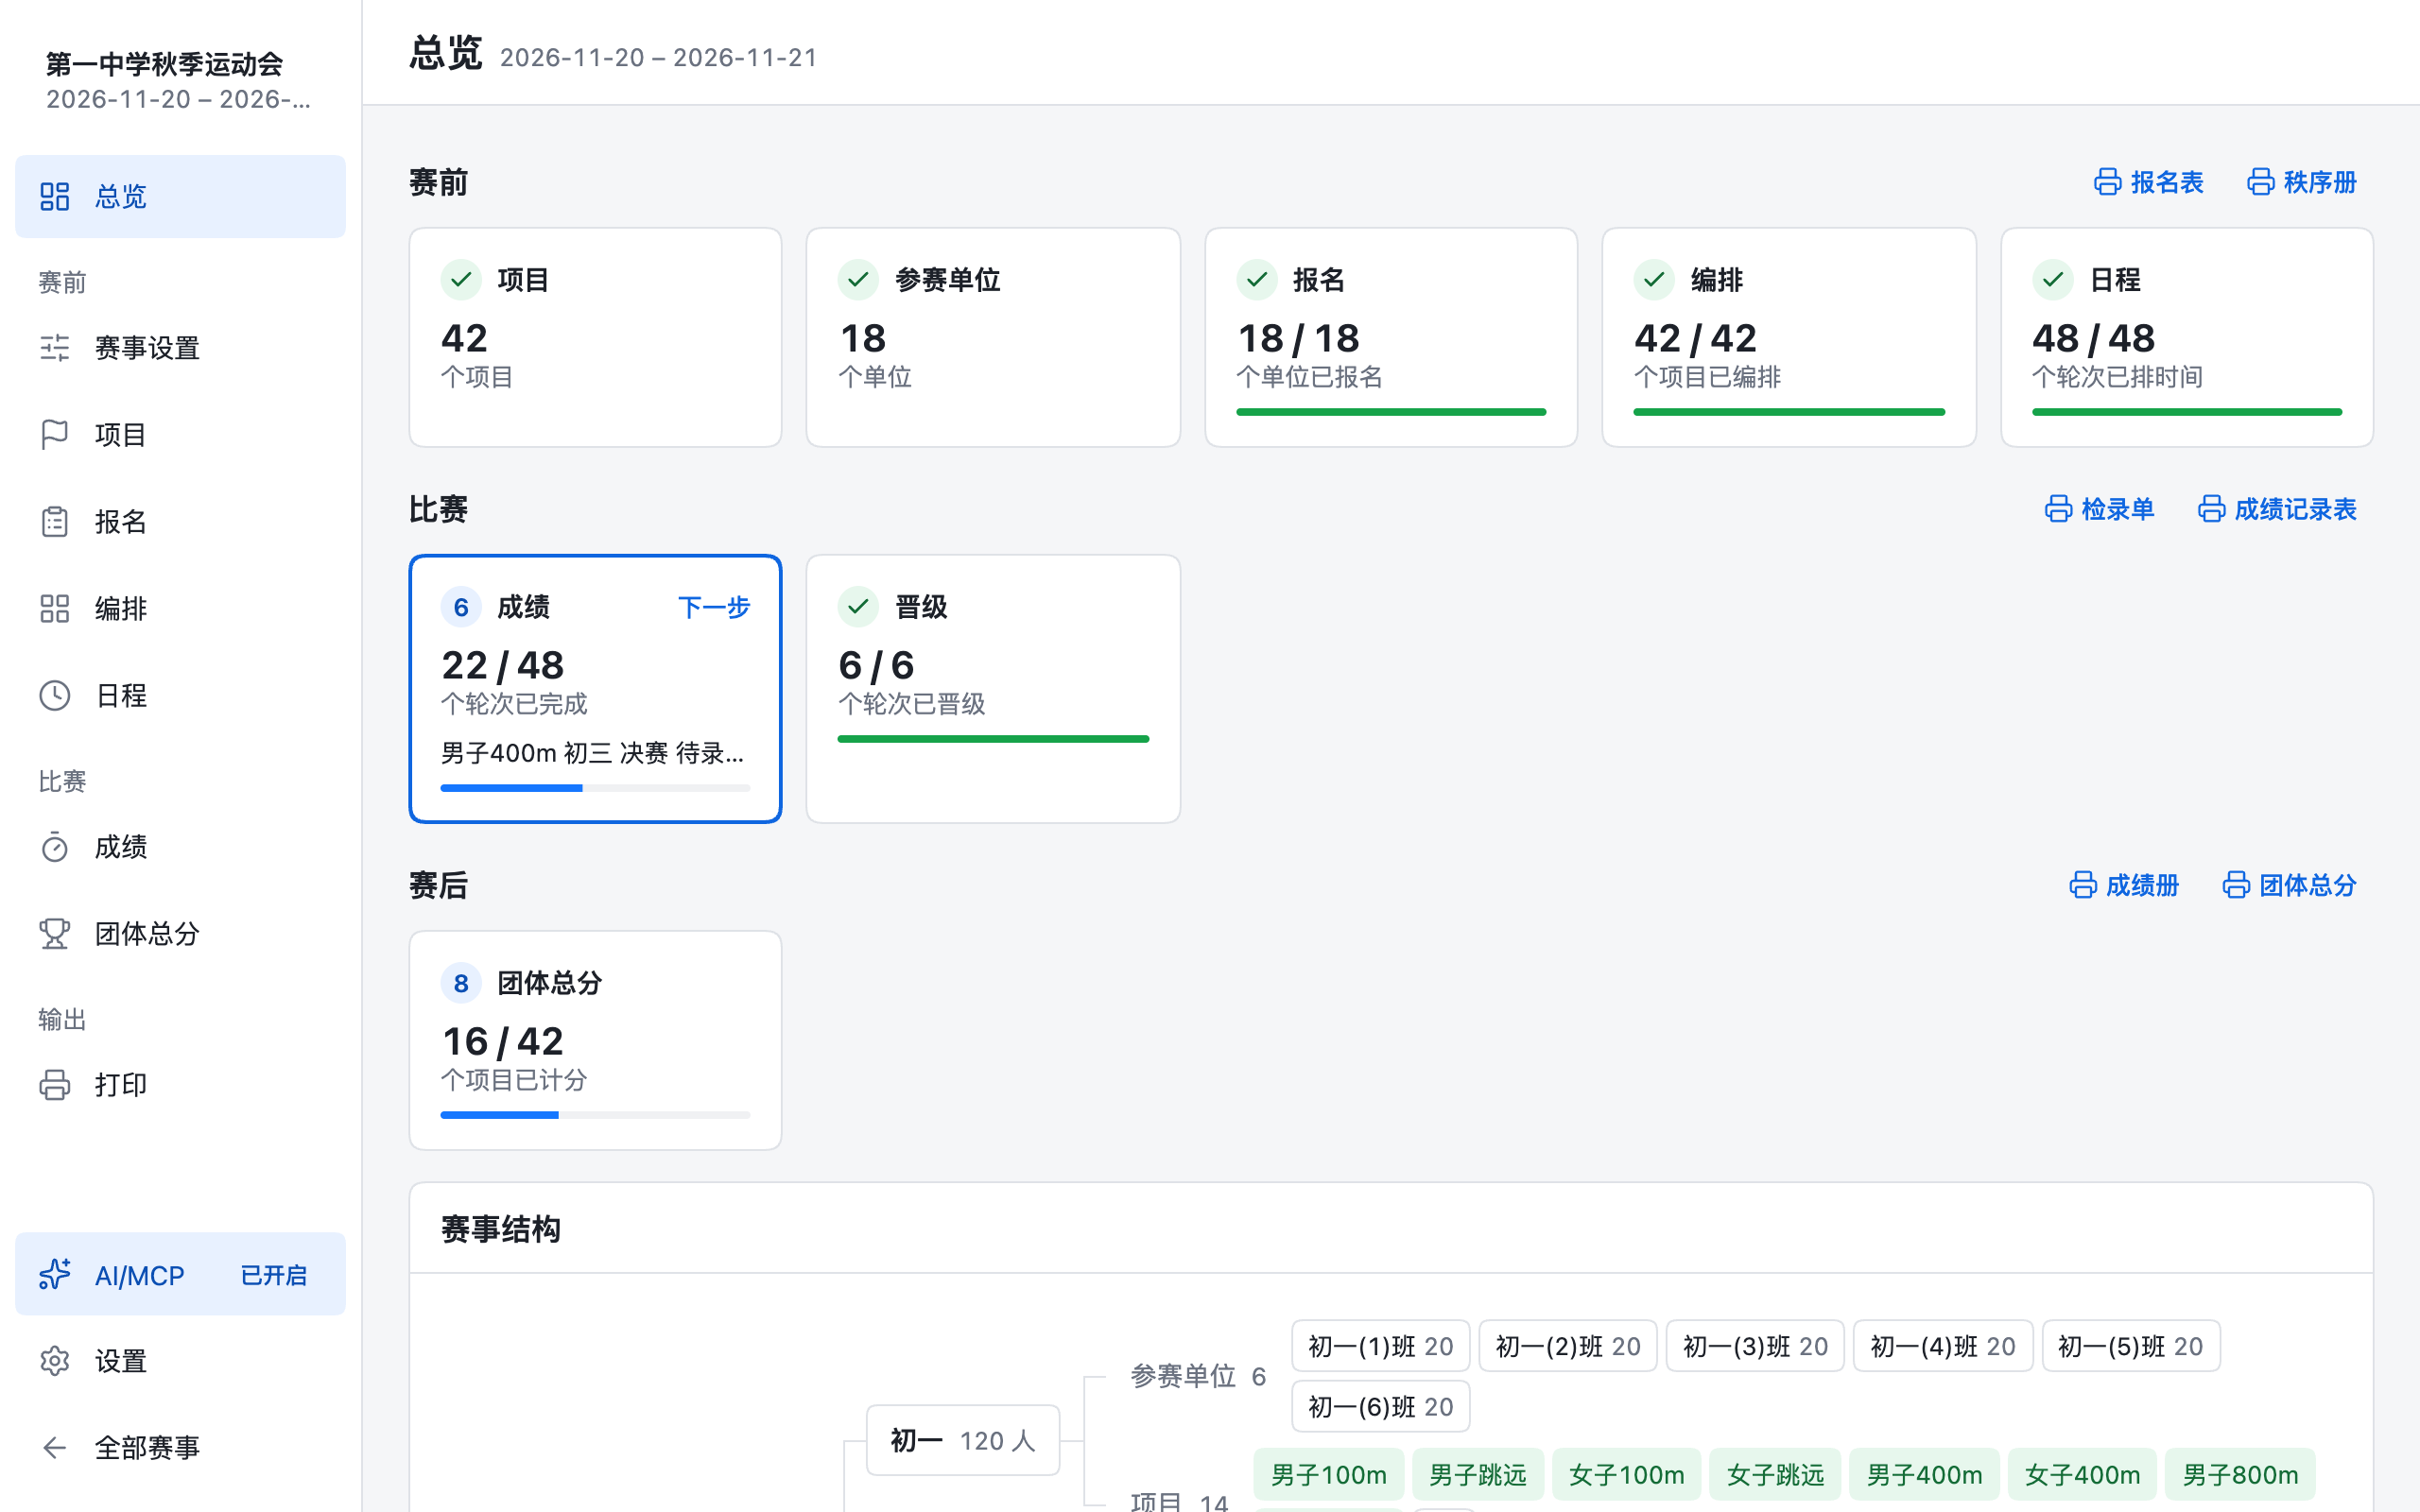 第一中学秋季运动会
2026-11-20 – 2026-...
总览
赛前
赛事设置
项目
报名
编排
日程
比赛
成绩
团体总分
输出
打印
AI/MCP 已开启
设置
全部赛事
总览 2026-11-20 – 2026-11-21
赛前 报名表 秩序册
项目
42
个项目
参赛单位
18
个单位
报名
18 / 18
个单位已报名
编排
42 / 42
个项目已编排
日程
48 / 48
个轮次已排时间
比赛 检录单 成绩记录表
6 成绩 下一步
22 / 48
个轮次已完成
男子400m 初三 决赛 待录...
晋级
6 / 6
个轮次已晋级
赛后 成绩册 团体总分
8 团体总分
16 / 42
个项目已计分
赛事结构
初一 120 人
参赛单位 6
初一(1)班 20 初一(2)班 20 初一(3)班 20 初一(4)班 20 初一(5)班 20
初一(6)班 20
项目 14
男子100m 男子跳远 女子100m 女子跳远 男子400m 女子400m 男子800m